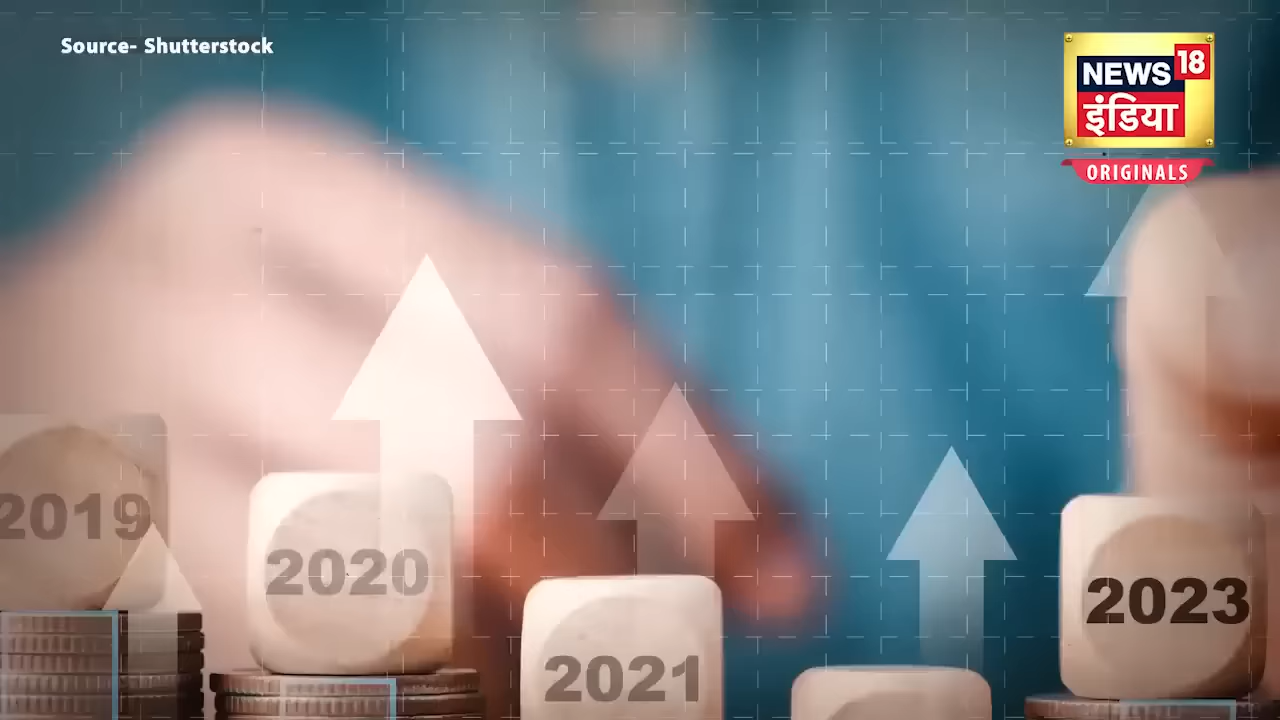 Source- Shutterstock
NEWS 18
इंडिया
ORIGINALS
2019
2020
2021
2023